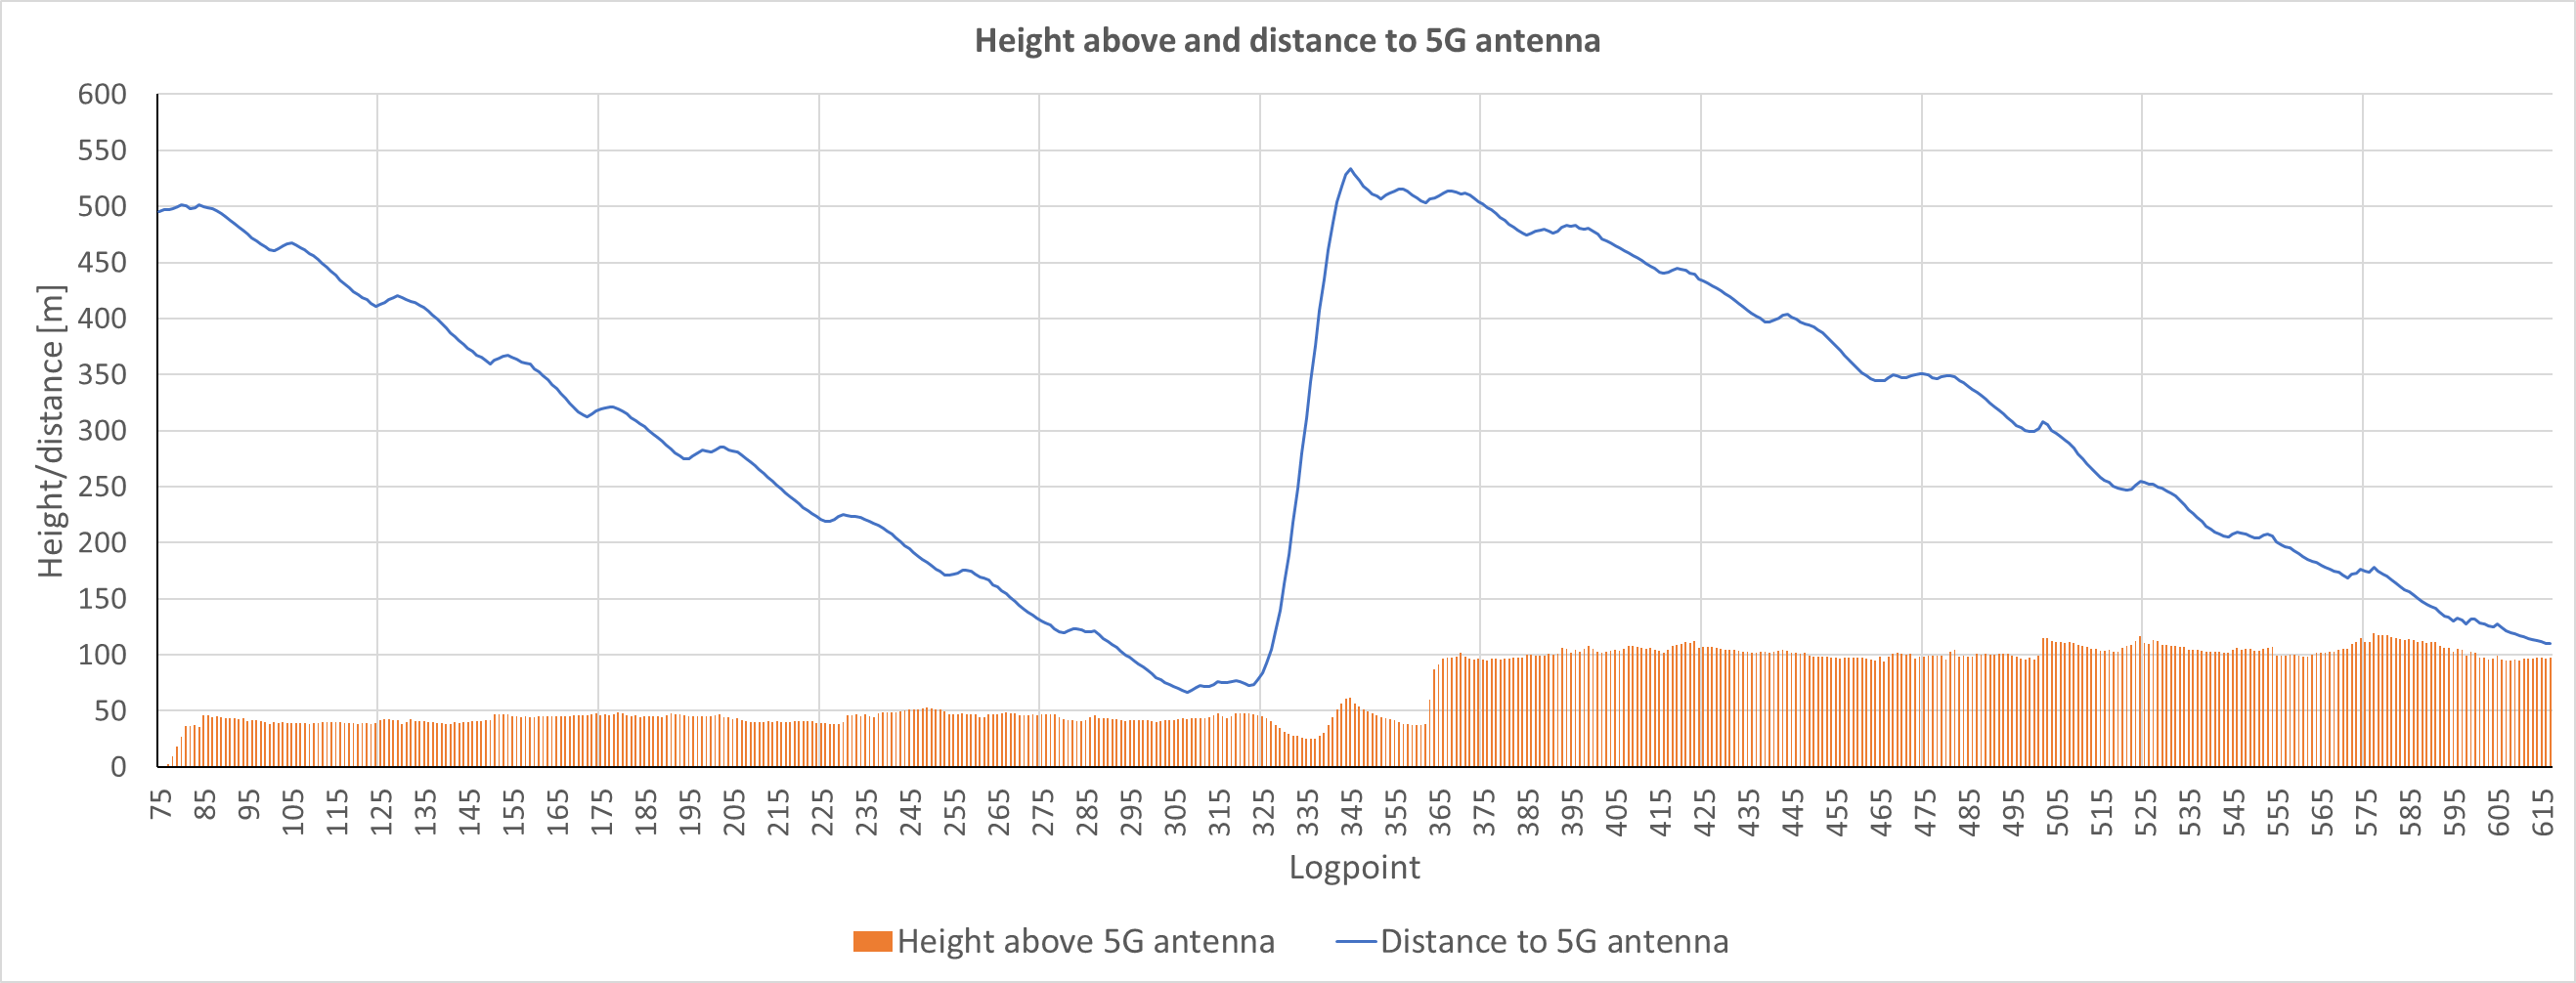 Height above and distance to 5G antenna
600
550
500
450
400
350
300
250
200
150
100
50
0
Height/distance [m]
75 85 95 105 115 125 135 145 155 165 175 185 195 205 215 225 235 245 255 265 275 285 295 305 315 325 335 345 355 365 375 385 395 405 415 425 435 445 455 465 475 485 495 505 515 525 535 545 555 565 575 585 595 605 615
Logpoint
Height above 5G antenna Distance to 5G antenna